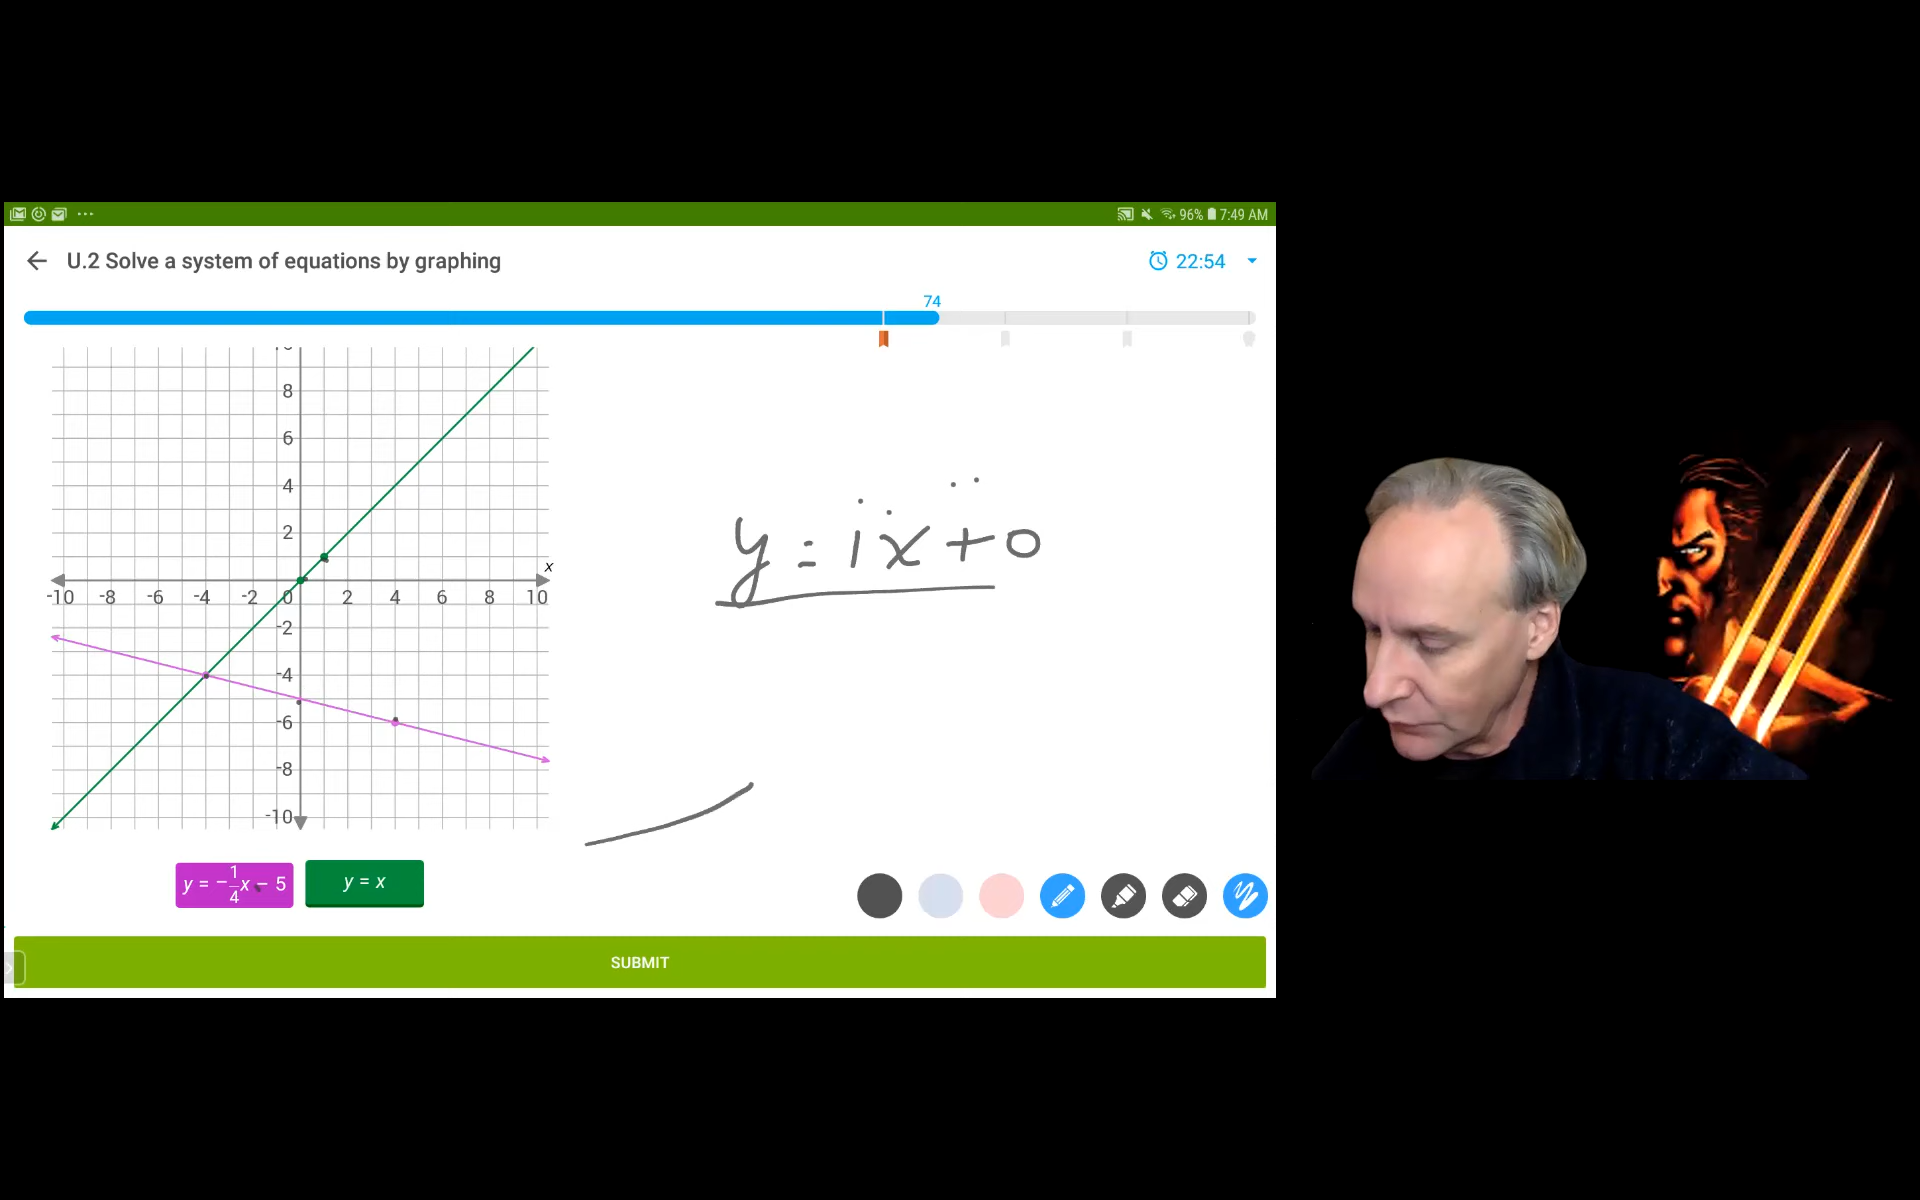 96% 7:49 AM
U.2 Solve a system of equations by graphing
22:54
74
8
6
4
2
x
-10 -8 -6 -4 -2 0 2 4 6 8 10
-2
-4
-6
-8
-10
y = 1x + 0
y = -1/4x - 5
y = x
SUBMIT